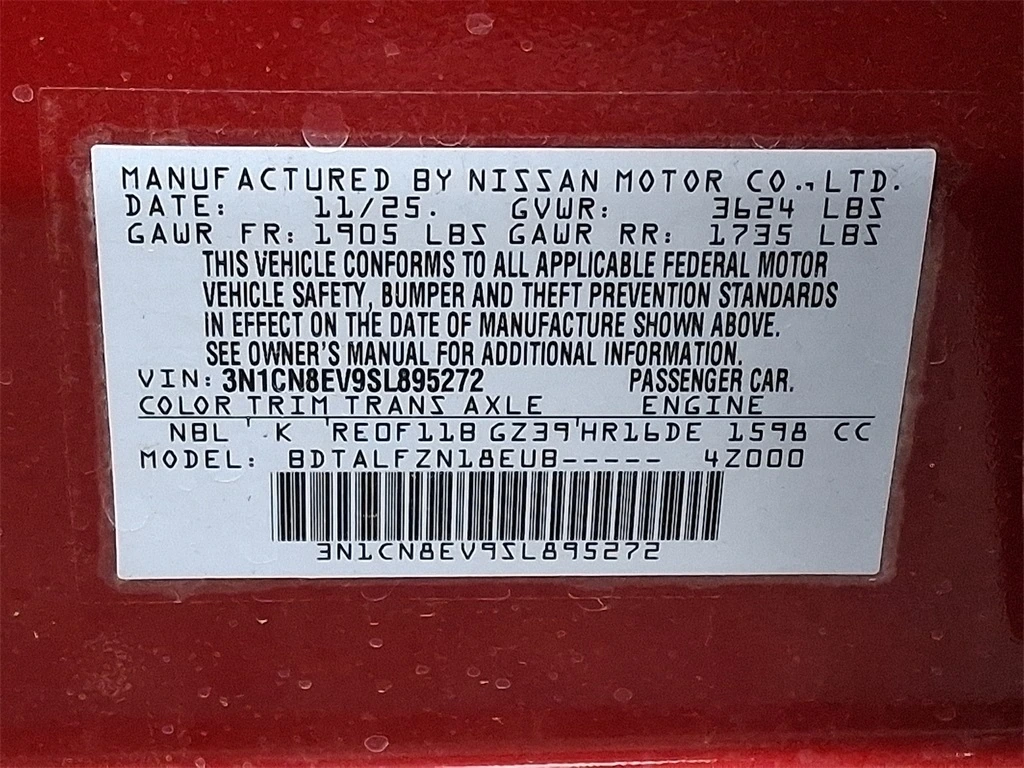 MANUFACTURED BY NISSAN MOTOR CO., LTD.
DATE: 11/25. GVWR: 3624 LBS
GAWR FR: 1905 LBS GAWR RR: 1735 LBS
THIS VEHICLE CONFORMS TO ALL APPLICABLE FEDERAL MOTOR
VEHICLE SAFETY, BUMPER AND THEFT PREVENTION STANDARDS
IN EFFECT ON THE DATE OF MANUFACTURE SHOWN ABOVE.
SEE OWNER'S MANUAL FOR ADDITIONAL INFORMATION.
VIN: 3N1CN8EV9SL895272 PASSENGER CAR.
COLOR TRIM TRANS AXLE ENGINE
NBL ' K 'RE0F11B GZ39'HR16DE 1598 CC
MODEL: BDTALFZN18EUB----- 4Z000
3N1CN8EV9SL895272